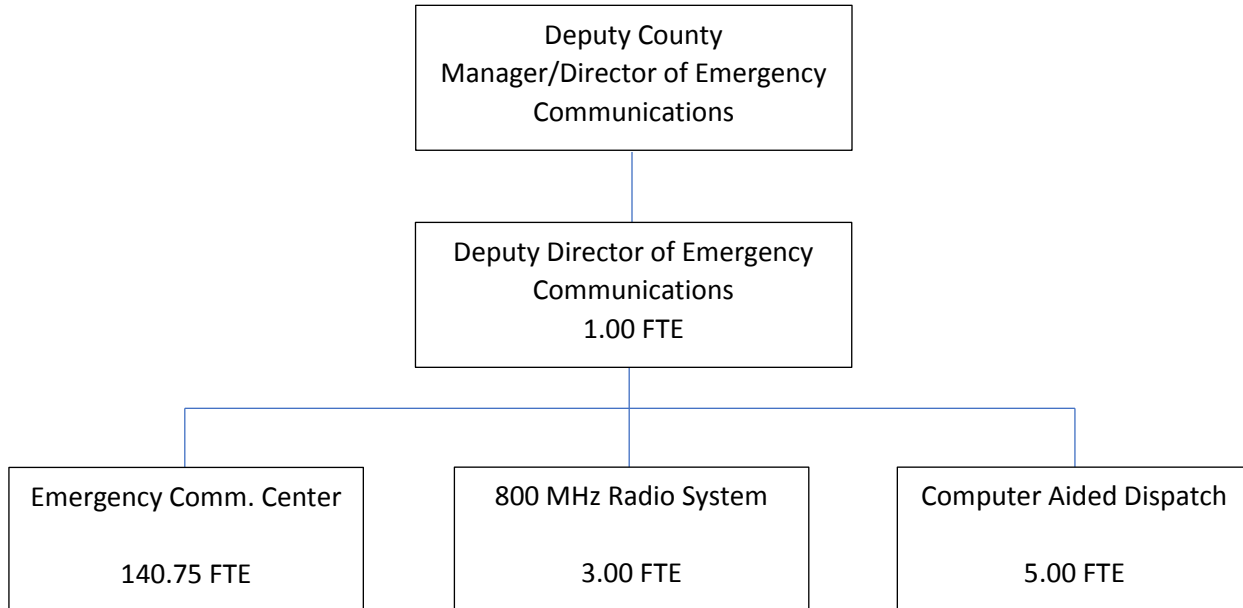 Deputy County
Manager/Director of Emergency
Communications
Deputy Director of Emergency
Communications
1.00 FTE
Emergency Comm. Center
140.75 FTE
800 MHz Radio System
3.00 FTE
Computer Aided Dispatch
5.00 FTE